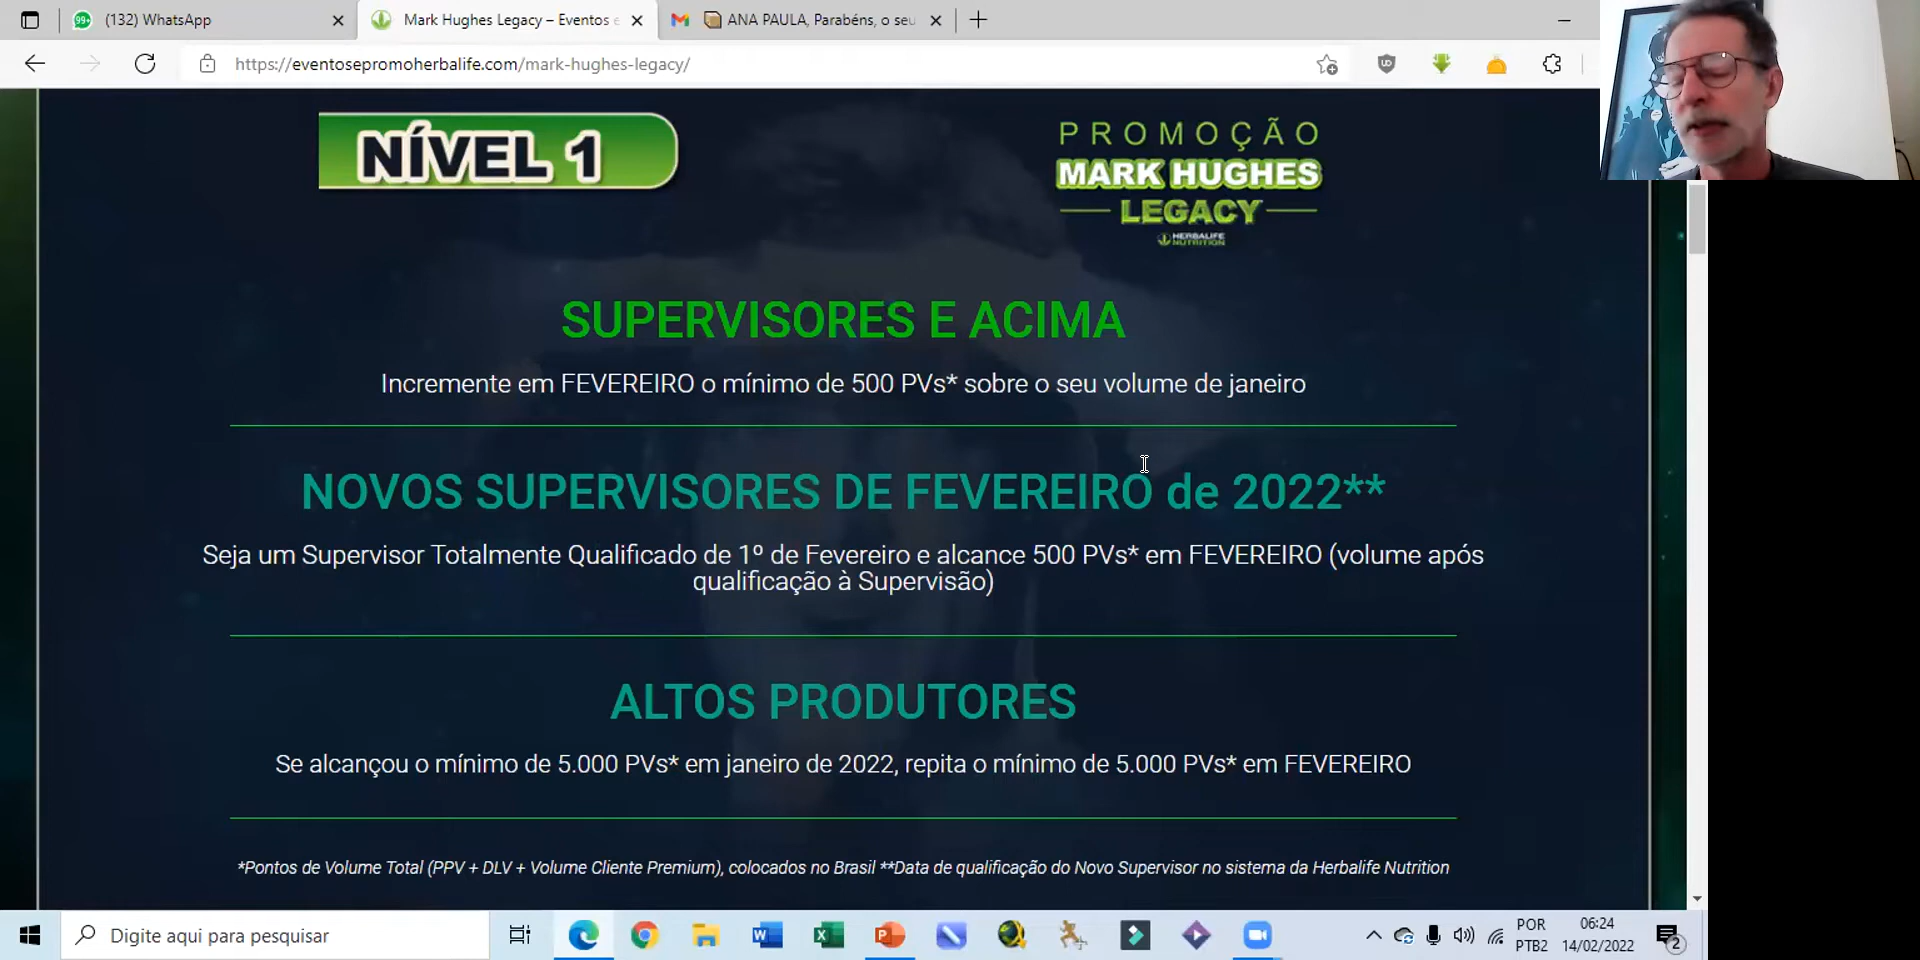 (132) WhatsApp
Mark Hughes Legacy – Eventos e
ANA PAULA, Parabéns, o seu
99+
https://eventosepromoherbalife.com/mark-hughes-legacy/
NÍVEL 1
PROMOÇÃO
MARK HUGHES
LEGACY
HERBALIFE
NUTRITION
SUPERVISORES E ACIMA
Incremente em FEVEREIRO o mínimo de 500 PVs* sobre o seu volume de janeiro
NOVOS SUPERVISORES DE FEVEREIRO de 2022**
Seja um Supervisor Totalmente Qualificado de 1º de Fevereiro e alcance 500 PVs* em FEVEREIRO (volume após
qualificação à Supervisão)
ALTOS PRODUTORES
Se alcançou o mínimo de 5.000 PVs* em janeiro de 2022, repita o mínimo de 5.000 PVs* em FEVEREIRO
*Pontos de Volume Total (PPV + DLV + Volume Cliente Premium), colocados no Brasil **Data de qualificação do Novo Supervisor no sistema da Herbalife Nutrition
Digite aqui para pesquisar
POR
PTB2
06:24
14/02/2022
2